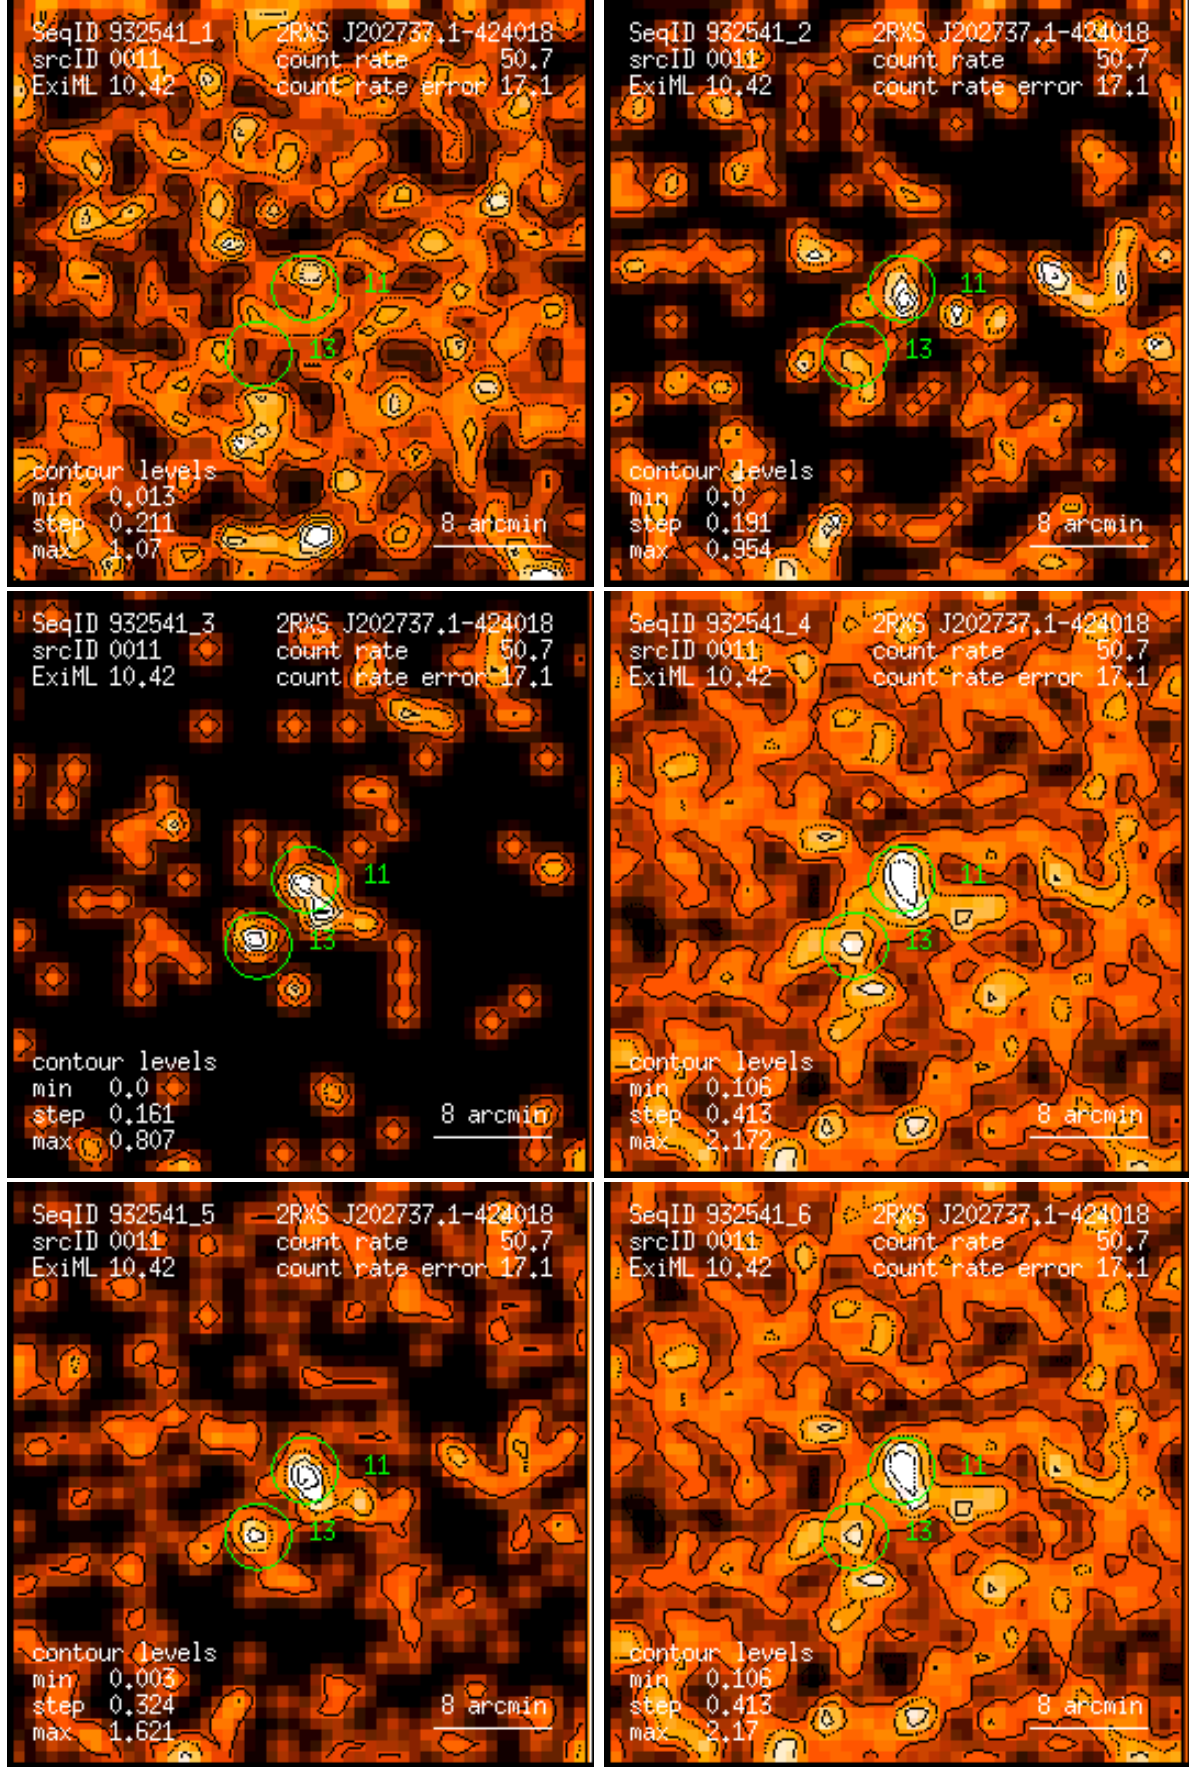 SeqID 932541_1 2RXS J202737.1-424018
srcID 0011 count rate 50.7
ExiML 10.42 count rate error 17.1
11
13
contour levels
min 0.013
step 0.211 8 arcmin
max 1.07
SeqID 932541_2 2RXS J202737.1-424018
srcID 0011 count rate 50.7
ExiML 10.42 count rate error 17.1
11
13
contour levels
min 0.0
step 0.191 8 arcmin
max 0.954
SeqID 932541_3 2RXS J202737.1-424018
srcID 0011 count rate 50.7
ExiML 10.42 count rate error 17.1
11
13
contour levels
min 0.0
step 0.161 8 arcmin
max 0.807
SeqID 932541_4 2RXS J202737.1-424018
srcID 0011 count rate 50.7
ExiML 10.42 count rate error 17.1
11
13
contour levels
min 0.106
step 0.413 8 arcmin
max 2.172
SeqID 932541_5 2RXS J202737.1-424018
srcID 0011 count rate 50.7
ExiML 10.42 count rate error 17.1
11
13
contour levels
min 0.003
step 0.324 8 arcmin
max 1.621
SeqID 932541_6 2RXS J202737.1-424018
srcID 0011 count rate 50.7
ExiML 10.42 count rate error 17.1
11
13
contour levels
min 0.106
step 0.413 8 arcmin
max 2.17